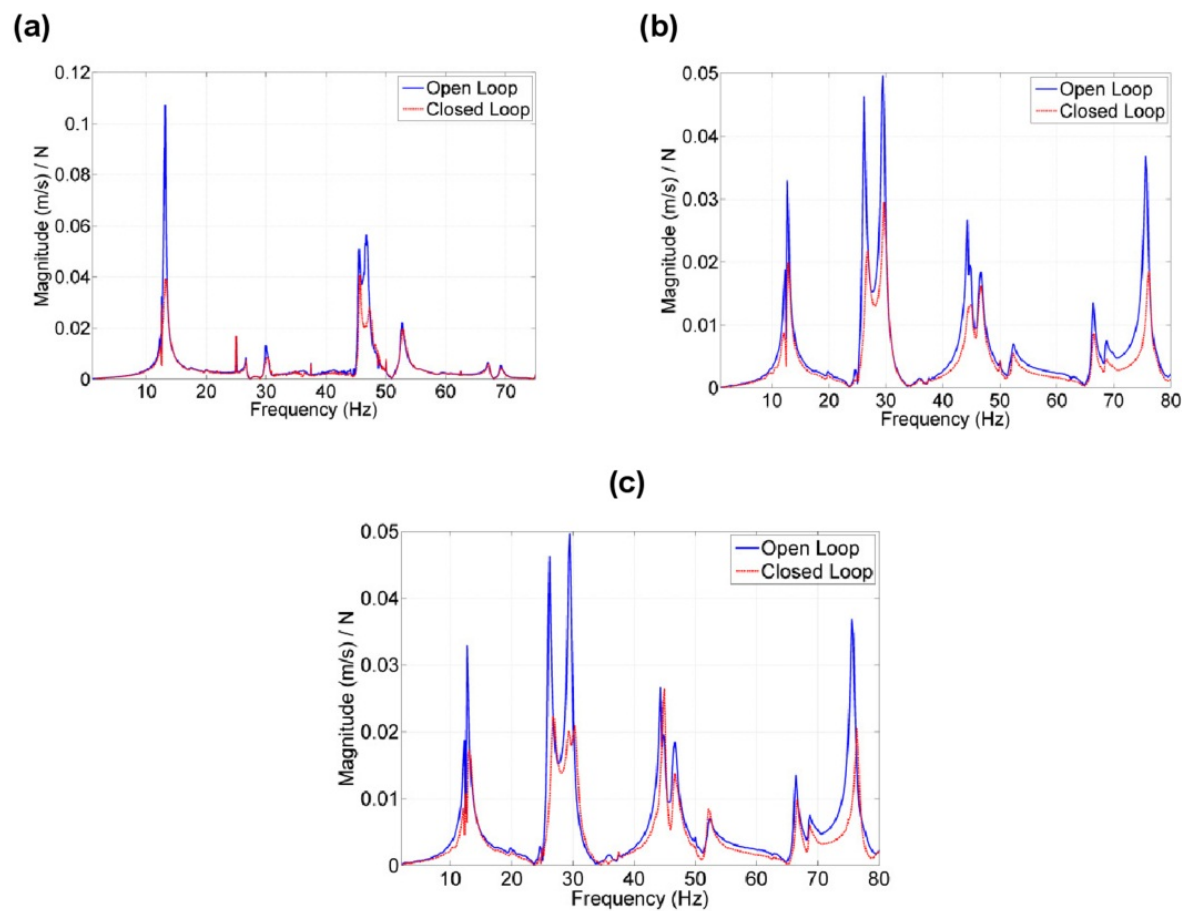 (a)
0.12
0.1
0.08
0.06
0.04
0.02
0
Magnitude (m/s) / N
Open Loop
Closed Loop
10 20 30 40 50 60 70
Frequency (Hz)
(b)
0.05
0.04
0.03
0.02
0.01
0
Magnitude (m/s) / N
Open Loop
Closed Loop
10 20 30 40 50 60 70 80
Frequency (Hz)
(c)
0.05
0.04
0.03
0.02
0.01
0
Magnitude (m/s) / N
Open Loop
Closed Loop
10 20 30 40 50 60 70 80
Frequency (Hz)